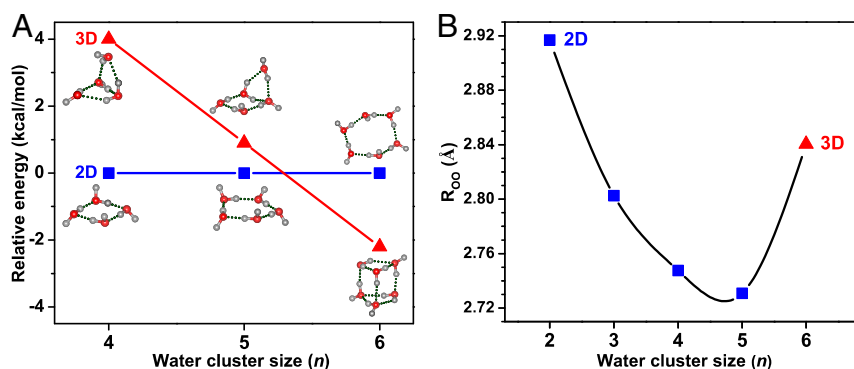 A
3D
2D
Relative energy (kcal/mol)
4
2
0
-2
-4
4 5 6
Water cluster size (n)
B
2D
3D
R_OO (Å)
2.92
2.88
2.84
2.80
2.76
2.72
2 3 4 5 6
Water cluster size (n)